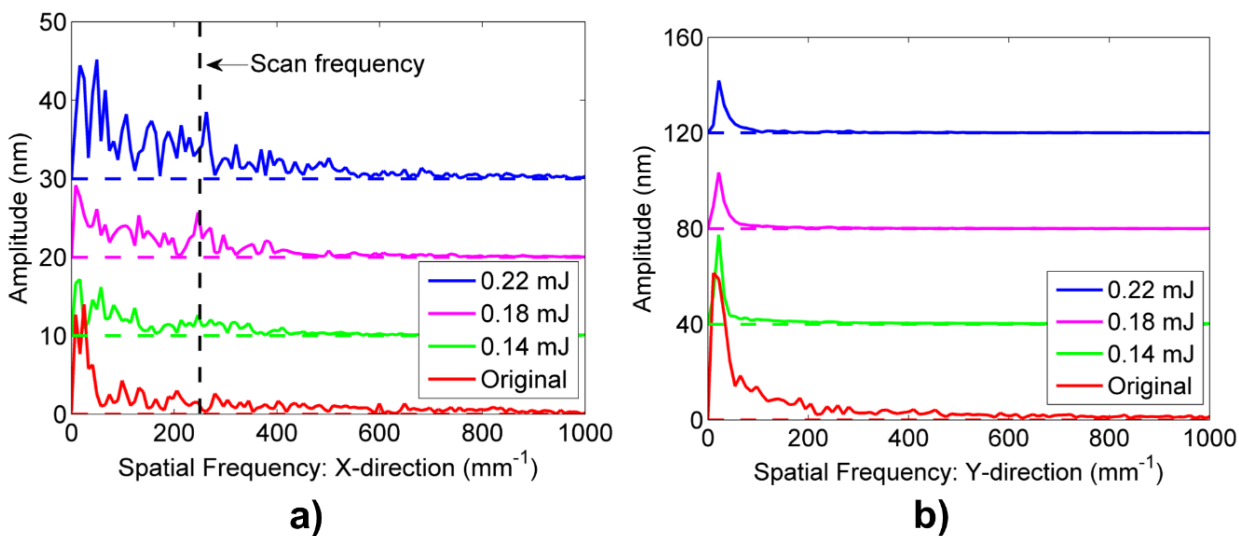 50
40
30
20
10
0
Amplitude (nm)
Scan frequency
0.22 mJ
0.18 mJ
0.14 mJ
Original
0 200 400 600 800 1000
Spatial Frequency: X-direction (mm⁻¹)
a)
160
120
80
40
0
Amplitude (nm)
0.22 mJ
0.18 mJ
0.14 mJ
Original
0 200 400 600 800 1000
Spatial Frequency: Y-direction (mm⁻¹)
b)